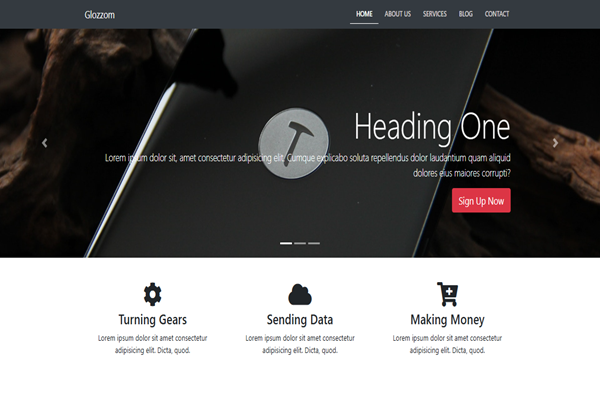 Glozzom
HOME ABOUT US SERVICES BLOG CONTACT
Heading One
Lorem ipsum dolor sit, amet consectetur adipisicing elit. Cumque explicabo soluta repellendus dolor laudantium quam aliquid
dolores eius maiores corrupti?
Sign Up Now
Turning Gears
Lorem ipsum dolor sit amet consectetur
adipisicing elit. Dicta, quod.
Sending Data
Lorem ipsum dolor sit amet consectetur
adipisicing elit. Dicta, quod.
Making Money
Lorem ipsum dolor sit amet consectetur
adipisicing elit. Dicta, quod.